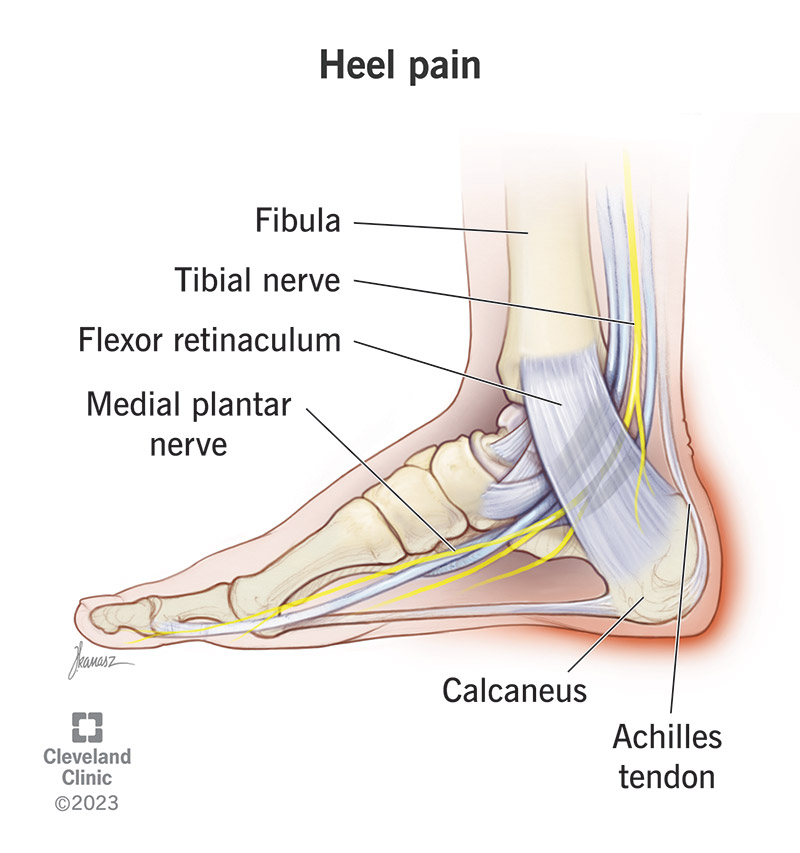 Heel pain
Fibula
Tibial nerve
Flexor retinaculum
Medial plantar
nerve
Calcaneus
Achilles
tendon
Cleveland
Clinic
©2023